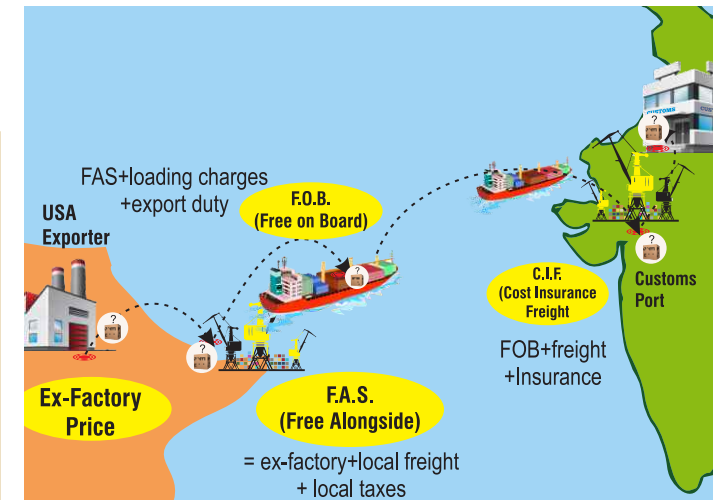 CUSTOMS
FAS+loading charges
+export duty
F.O.B.
(Free on Board)
USA
Exporter
?
?
?
?
?
C.I.F.
(Cost Insurance
Freight
Customs
Port
FOB+freight
+Insurance
Ex-Factory
Price
F.A.S.
(Free Alongside)
= ex-factory+local freight
+ local taxes